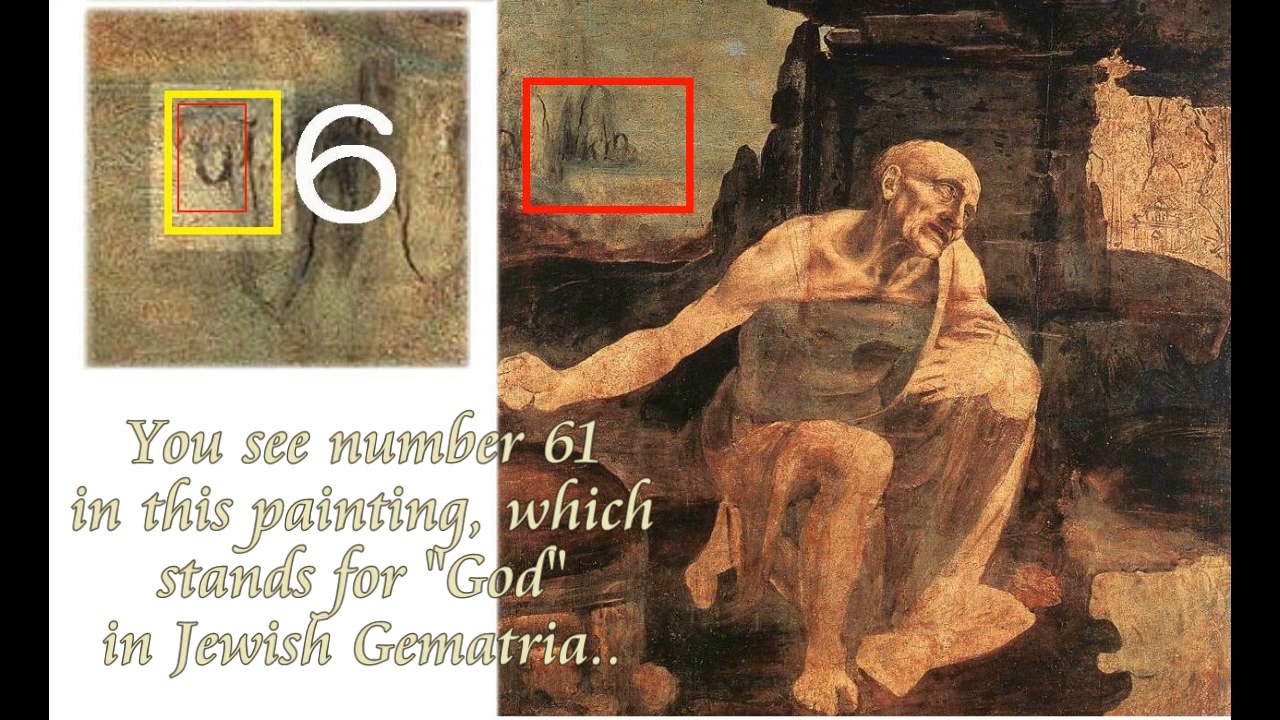 6
You see number 61
in this painting, which
stands for "God"
in Jewish Gematria..